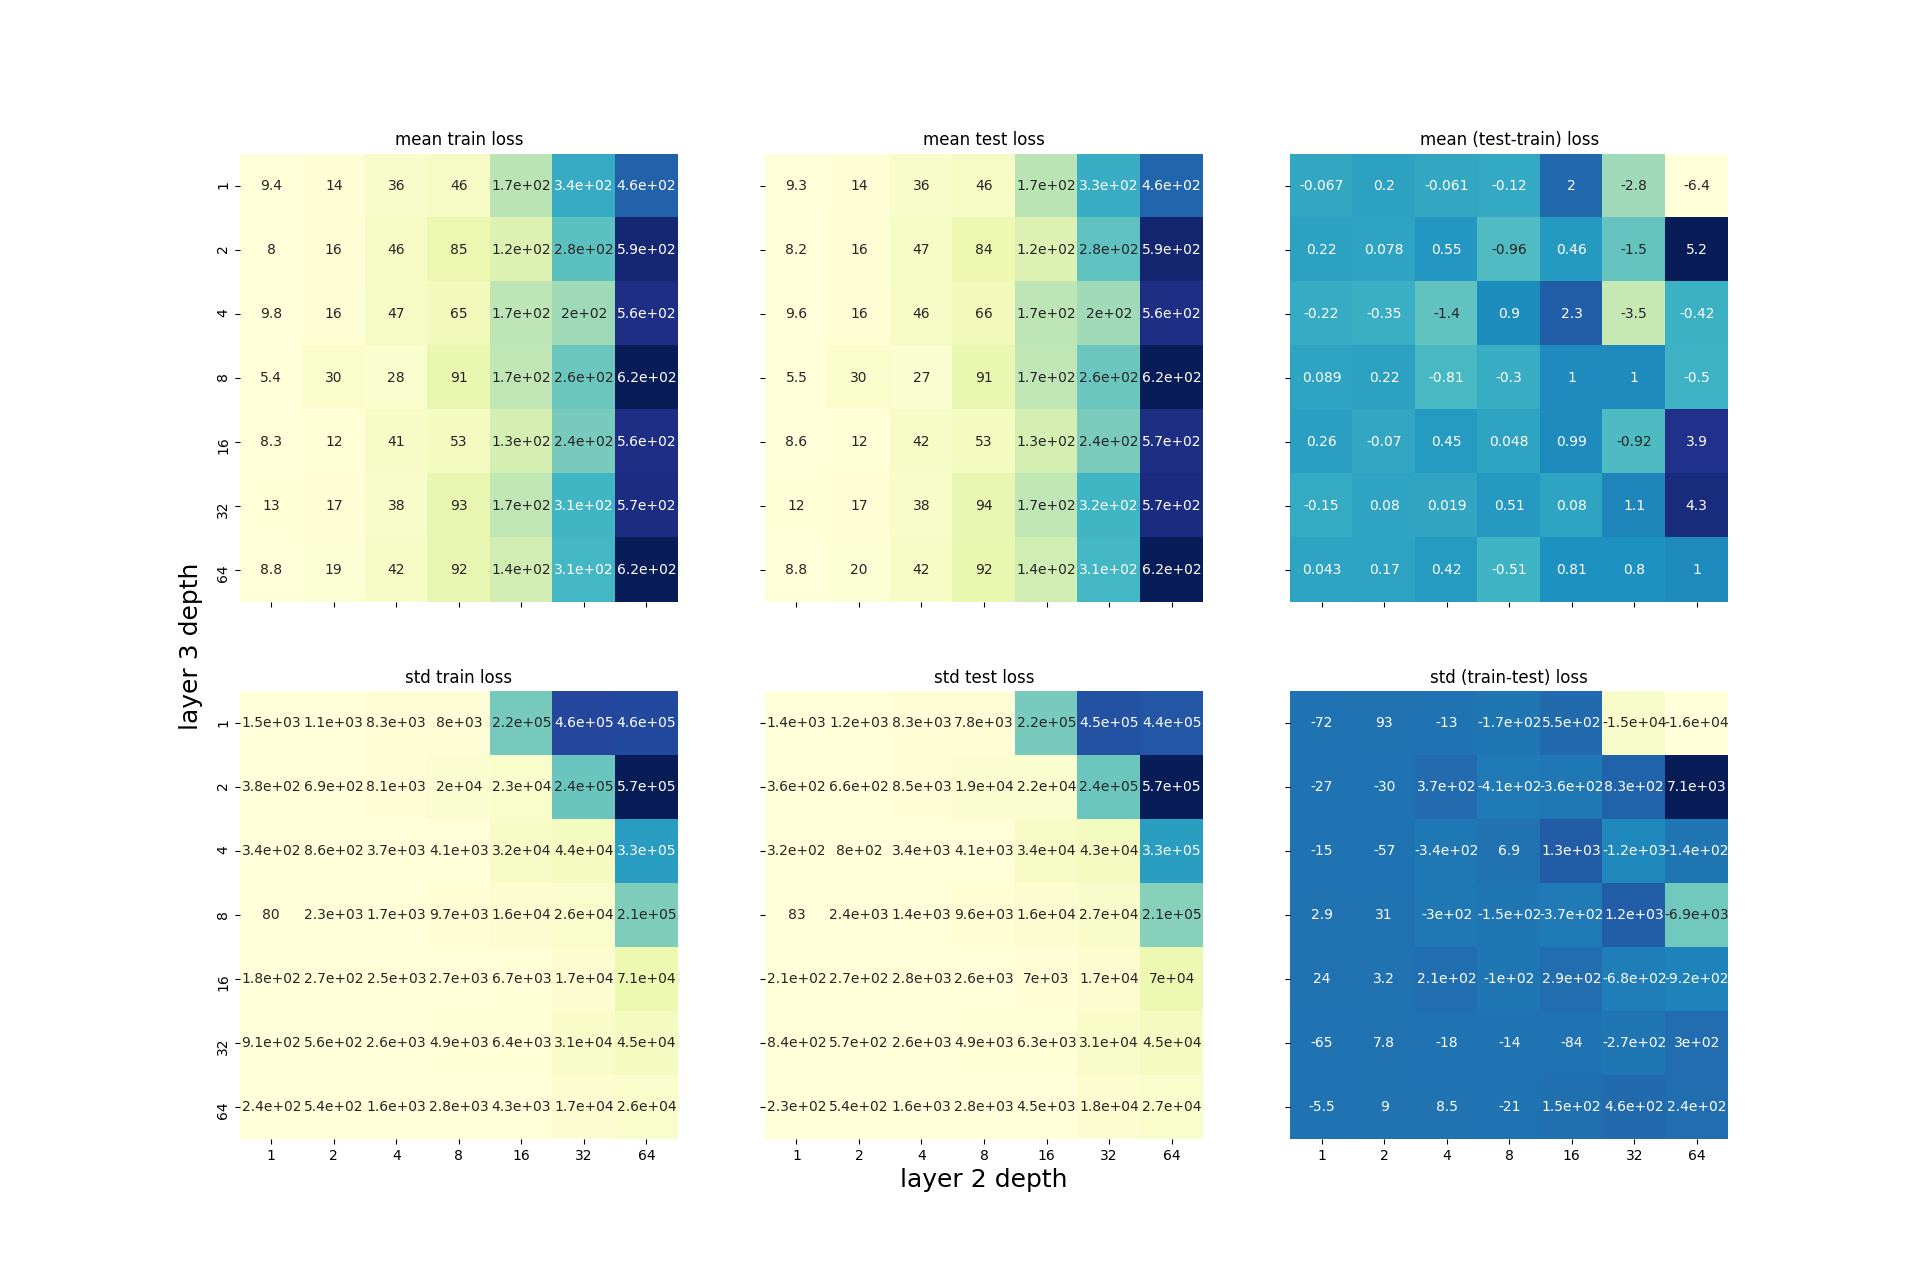 mean train loss
mean test loss
mean (test-train) loss
1 9.4 14 36 46 1.7e+02 3.4e+02 4.6e+02
9.3 14 36 46 1.7e+02 3.3e+02 4.6e+02
-0.067 0.2 -0.061 -0.12 2 -2.8 -6.4
2 8 16 46 85 1.2e+02 2.8e+02 5.9e+02
8.2 16 47 84 1.2e+02 2.8e+02 5.9e+02
0.22 0.078 0.55 -0.96 0.46 -1.5 5.2
4 9.8 16 47 65 1.7e+02 2e+02 5.6e+02
9.6 16 46 66 1.7e+02 2e+02 5.6e+02
-0.22 -0.35 -1.4 0.9 2.3 -3.5 -0.42
8 5.4 30 28 91 1.7e+02 2.6e+02 6.2e+02
5.5 30 27 91 1.7e+02 2.6e+02 6.2e+02
0.089 0.22 -0.81 -0.3 1 1 -0.5
16 8.3 12 41 53 1.3e+02 2.4e+02 5.6e+02
8.6 12 42 53 1.3e+02 2.4e+02 5.7e+02
0.26 -0.07 0.45 0.048 0.99 -0.92 3.9
32 13 17 38 93 1.7e+02 3.1e+02 5.7e+02
12 17 38 94 1.7e+02 3.2e+02 5.7e+02
-0.15 0.08 0.019 0.51 0.08 1.1 4.3
64 8.8 19 42 92 1.4e+02 3.1e+02 6.2e+02
8.8 20 42 92 1.4e+02 3.1e+02 6.2e+02
0.043 0.17 0.42 -0.51 0.81 0.8 1
layer 3 depth
std train loss
std test loss
std (train-test) loss
1 1.5e+03 1.1e+03 8.3e+03 8e+03 2.2e+05 4.6e+05 4.6e+05
1.4e+03 1.2e+03 8.3e+03 7.8e+03 2.2e+05 4.5e+05 4.4e+05
-72 93 -13 -1.7e+02 5.5e+02 -1.5e+04 -1.6e+04
2 3.8e+02 6.9e+02 8.1e+03 2e+04 2.3e+04 2.4e+05 5.7e+05
3.6e+02 6.6e+02 8.5e+03 1.9e+04 2.2e+04 2.4e+05 5.7e+05
-27 -30 3.7e+02 -4.1e+02 -3.6e+02 8.3e+02 7.1e+03
4 3.4e+02 8.6e+02 3.7e+03 4.1e+03 3.2e+04 4.4e+04 3.3e+05
3.2e+02 8e+02 3.4e+03 4.1e+03 3.4e+04 4.3e+04 3.3e+05
-15 -57 -3.4e+02 6.9 1.3e+03 -1.2e+03 -1.4e+02
8 80 2.3e+03 1.7e+03 9.7e+03 1.6e+04 2.6e+04 2.1e+05
83 2.4e+03 1.4e+03 9.6e+03 1.6e+04 2.7e+04 2.1e+05
2.9 31 -3e+02 -1.5e+02 -3.7e+02 1.2e+03 -6.9e+03
16 1.8e+02 2.7e+02 2.5e+03 2.7e+03 6.7e+03 1.7e+04 7.1e+04
2.1e+02 2.7e+02 2.8e+03 2.6e+03 7e+03 1.7e+04 7e+04
24 3.2 2.1e+02 -1e+02 2.9e+02 -6.8e+02 -9.2e+02
32 9.1e+02 5.6e+02 2.6e+03 4.9e+03 6.4e+03 3.1e+04 4.5e+04
8.4e+02 5.7e+02 2.6e+03 4.9e+03 6.3e+03 3.1e+04 4.5e+04
-65 7.8 -18 -14 -84 -2.7e+02 3e+02
64 2.4e+02 5.4e+02 1.6e+03 2.8e+03 4.3e+03 1.7e+04 2.6e+04
2.3e+02 5.4e+02 1.6e+03 2.8e+03 4.5e+03 1.8e+04 2.7e+04
-5.5 9 8.5 -21 1.5e+02 4.6e+02 2.4e+02
1 2 4 8 16 32 64
1 2 4 8 16 32 64
1 2 4 8 16 32 64
layer 2 depth